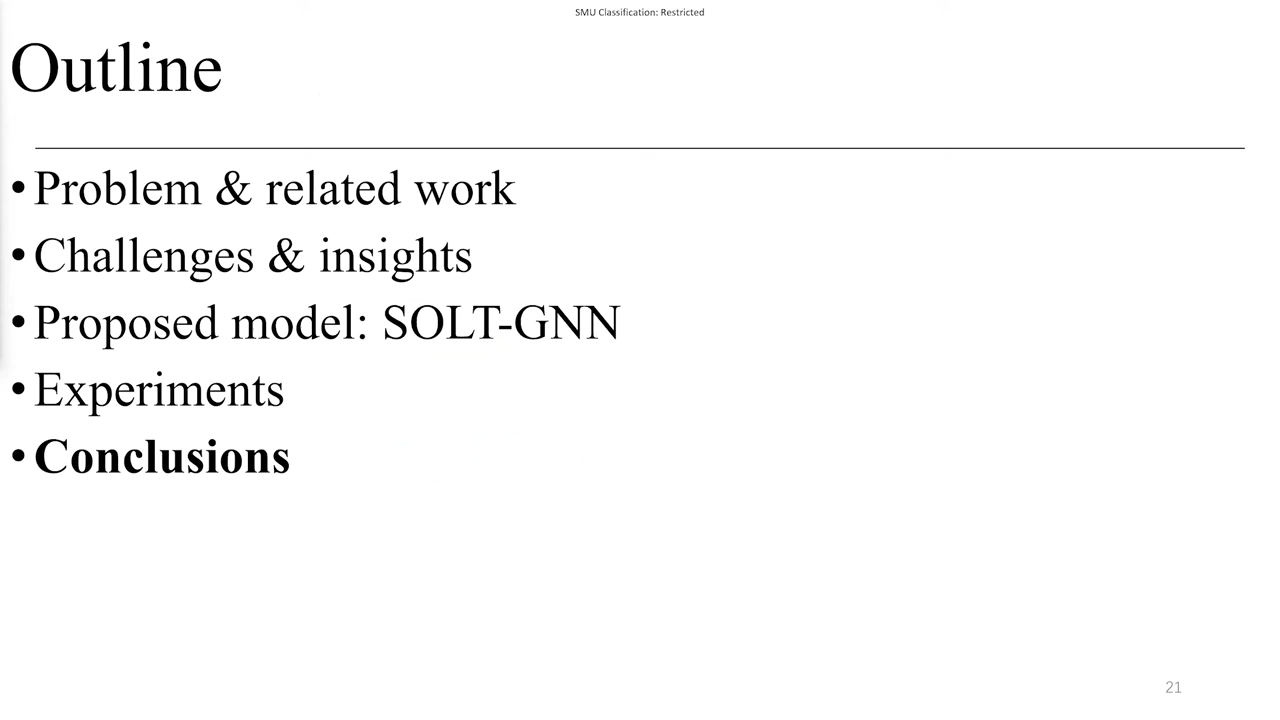 SMU Classification: Restricted
Outline
• Problem & related work
• Challenges & insights
• Proposed model: SOLT-GNN
• Experiments
• Conclusions
21